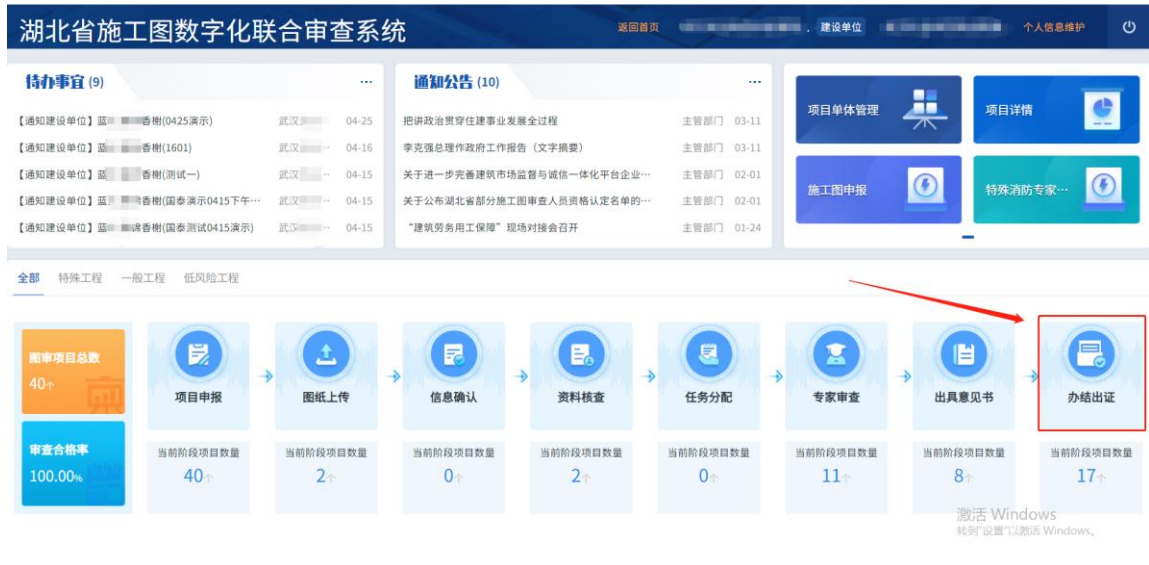 湖北省施工图数字化联合审查系统
返回首页
建设单位
个人信息维护
待办事宜 (9)
...
【通知建设单位】蓝 香榭(0425演示) 武汉 04-25
【通知建设单位】蓝 香榭(1601) 武汉 … 04-16
【通知建设单位】蓝 香榭(测试一) 武汉 … 04-15
【通知建设单位】蓝 香榭(国泰演示0415下午… 武汉 … 04-15
【通知建设单位】蓝 锦香榭(国泰测试0415演示) 武汉 … 04-15
通知公告 (10)
...
把讲政治贯穿住建事业发展全过程 主管部门 03-11
李克强总理作政府工作报告（文字摘要） 主管部门 03-11
关于进一步完善建筑市场监督与诚信一体化平台企业… 主管部门 02-01
关于公布湖北省部分施工图审查人员资格认定名单的… 主管部门 02-01
“建筑劳务用工保障”现场对接会召开 主管部门 01-24
项目单体管理
项目详情
施工图申报
特殊消防专家…
全部 特殊工程 一般工程 低风险工程
图审项目总数
40个
审查合格率
100.00%
项目申报
图纸上传
信息确认
资料核查
任务分配
专家审查
出具意见书
办结出证
当前阶段项目数量
40个
当前阶段项目数量
2个
当前阶段项目数量
0个
当前阶段项目数量
2个
当前阶段项目数量
0个
当前阶段项目数量
11个
当前阶段项目数量
8个
当前阶段项目数量
17个
激活 Windows
转到"设置"以激活 Windows。